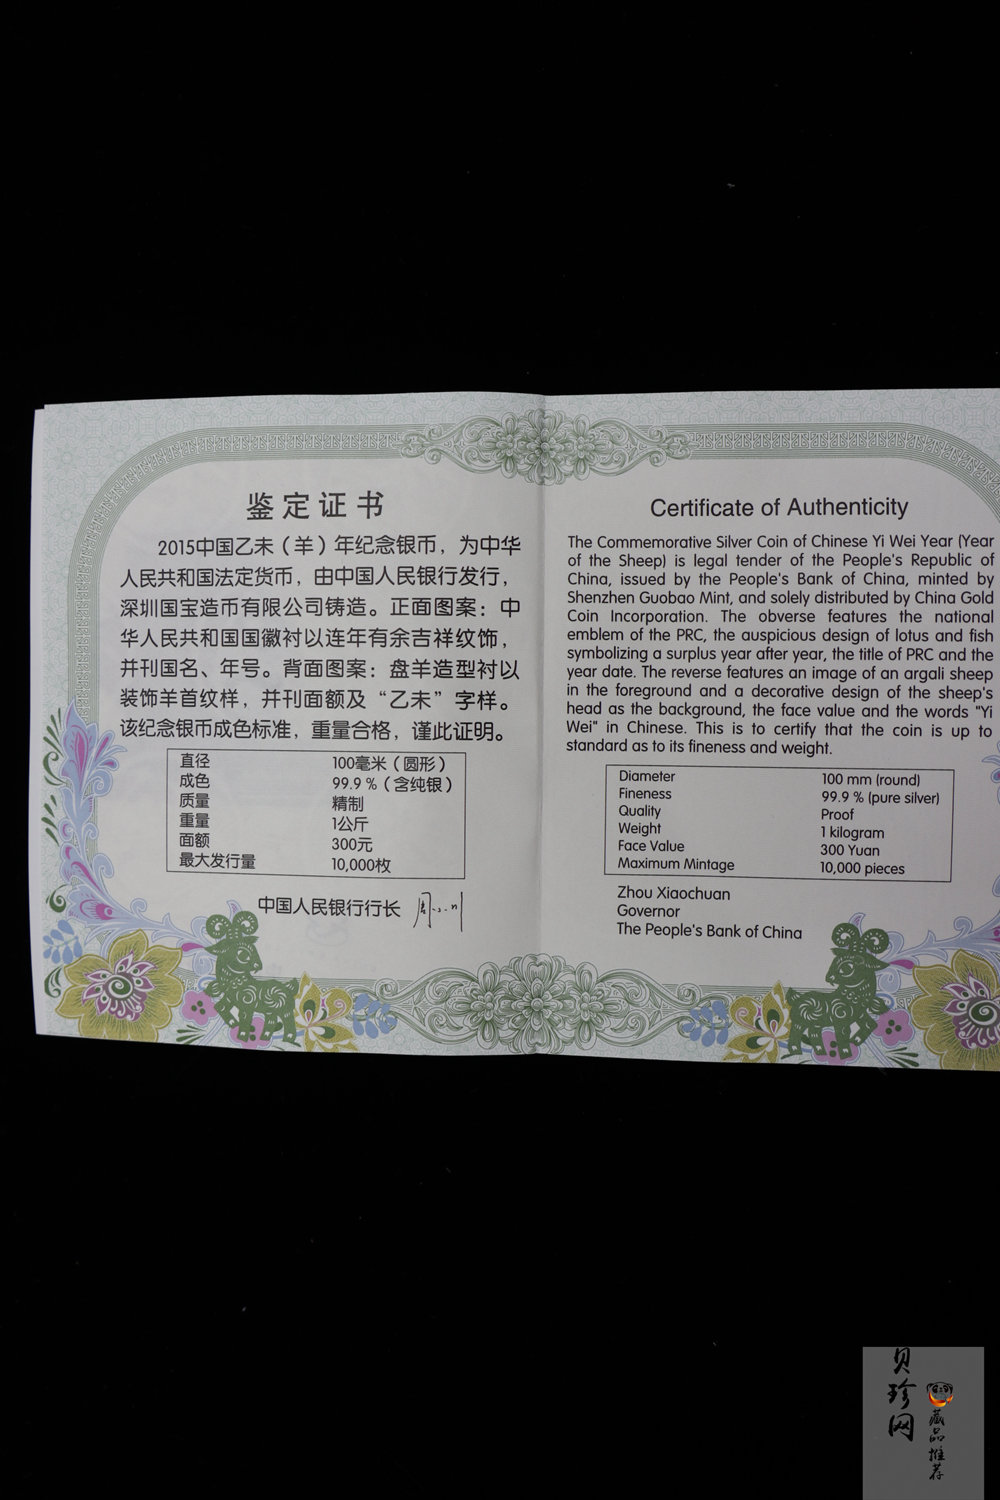 鉴定证书
2015中国乙未（羊）年纪念银币，为中华
人民共和国法定货币，由中国人民银行发行，
深圳国宝造币有限公司铸造。正面图案：中
华人民共和国国徽衬以连年有余吉祥纹饰，
并刊国名、年号。背面图案：盘羊造型衬以
装饰羊首纹样，并刊面额及“乙未”字样。
该纪念银币成色标准，重量合格，谨此证明。
直径 100毫米（圆形）
成色 99.9％（含纯银）
质量 精制
重量 1公斤
面额 300元
最大发行量 10,000枚
中国人民银行行长 周小川
Certificate of Authenticity
The Commemorative Silver Coin of Chinese Yi Wei Year (Year
of the Sheep) is legal tender of the People's Republic of
China, issued by the People's Bank of China, minted by
Shenzhen Guobao Mint, and solely distributed by China Gold
Coin Incorporation. The obverse features the national
emblem of the PRC, the auspicious design of lotus and fish
symbolizing a surplus year after year, the title of PRC and the
year date. The reverse features an image of an argali sheep
in the foreground and a decorative design of the sheep's
head as the background, the face value and the words "Yi
Wei" in Chinese. This is to certify that the coin is up to
standard as to its fineness and weight.
Diameter 100 mm (round)
Fineness 99.9 % (pure silver)
Quality Proof
Weight 1 kilogram
Face Value 300 Yuan
Maximum Mintage 10,000 pieces
Zhou Xiaochuan
Governor
The People's Bank of China
贝珍网
藏品推荐